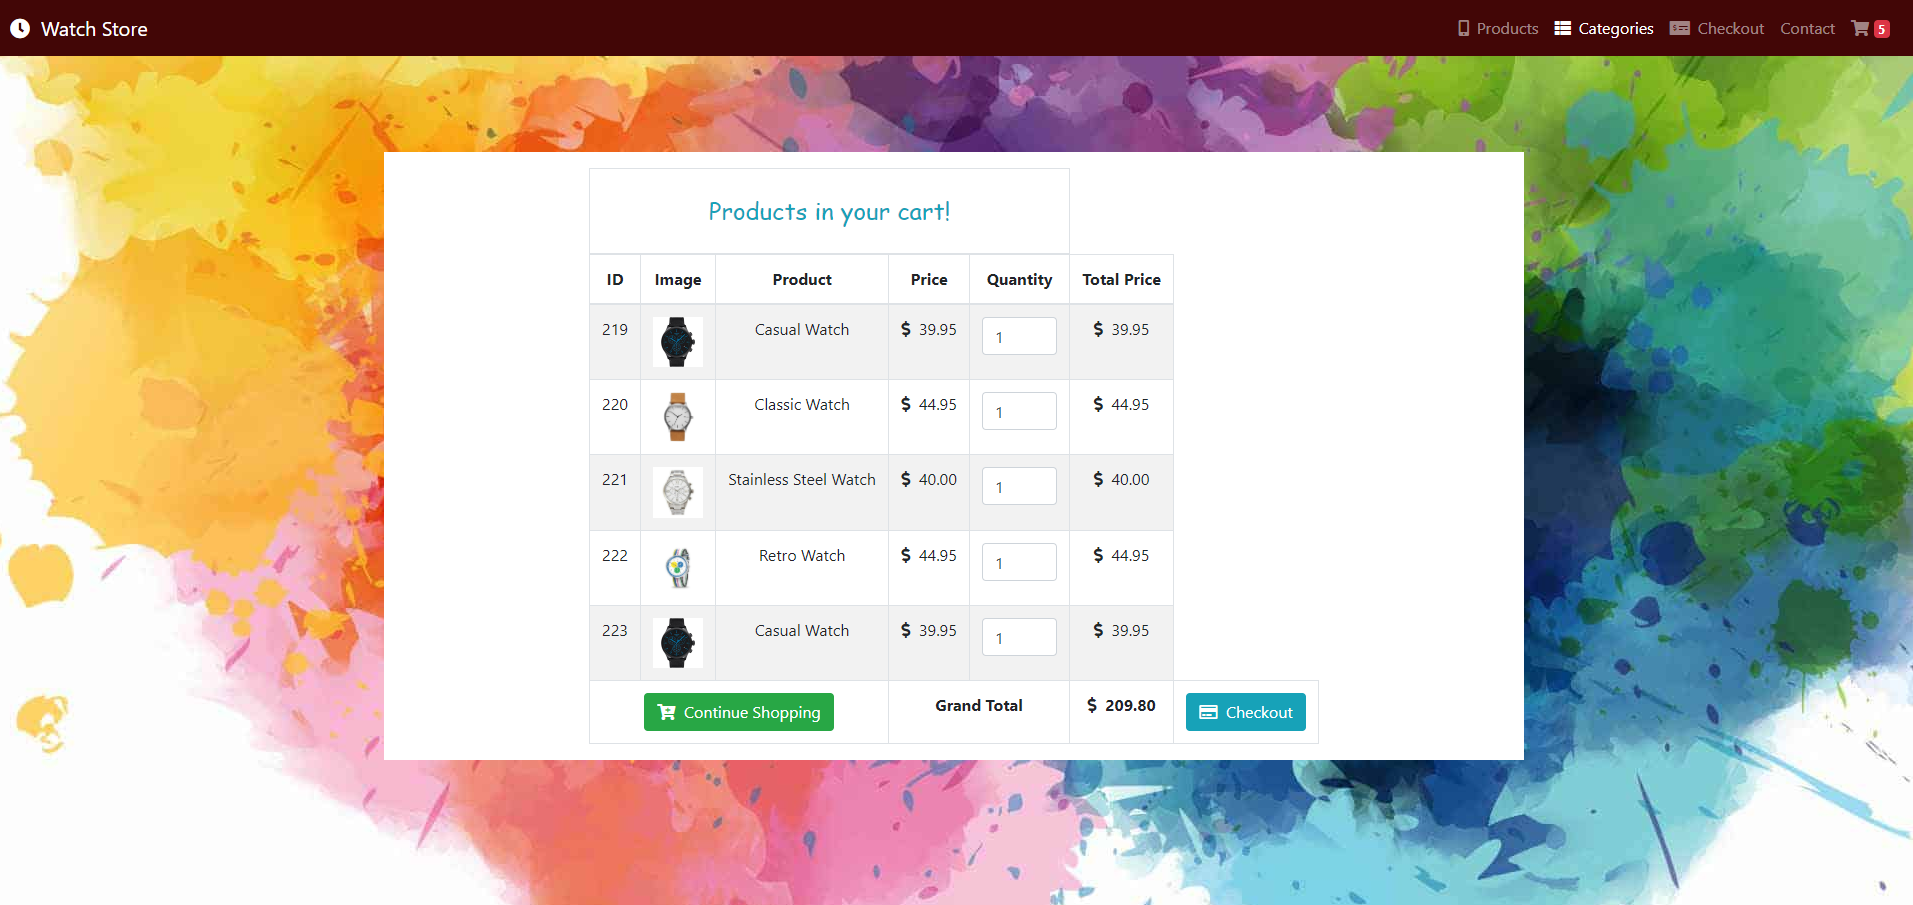 Watch Store Products Categories Checkout Contact 5
Products in your cart!
ID Image Product Price Quantity Total Price
219 Casual Watch $ 39.95 1 $ 39.95
220 Classic Watch $ 44.95 1 $ 44.95
221 Stainless Steel Watch $ 40.00 1 $ 40.00
222 Retro Watch $ 44.95 1 $ 44.95
223 Casual Watch $ 39.95 1 $ 39.95
Continue Shopping Grand Total $ 209.80 Checkout